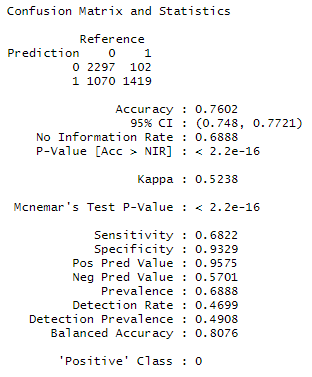 Confusion Matrix and Statistics
Reference
Prediction 0 1
0 2297 102
1 1070 1419
Accuracy : 0.7602
95% CI : (0.748, 0.7721)
No Information Rate : 0.6888
P-Value [Acc > NIR] : < 2.2e-16
Kappa : 0.5238
Mcnemar's Test P-Value : < 2.2e-16
Sensitivity : 0.6822
Specificity : 0.9329
Pos Pred Value : 0.9575
Neg Pred Value : 0.5701
Prevalence : 0.6888
Detection Rate : 0.4699
Detection Prevalence : 0.4908
Balanced Accuracy : 0.8076
'Positive' Class : 0